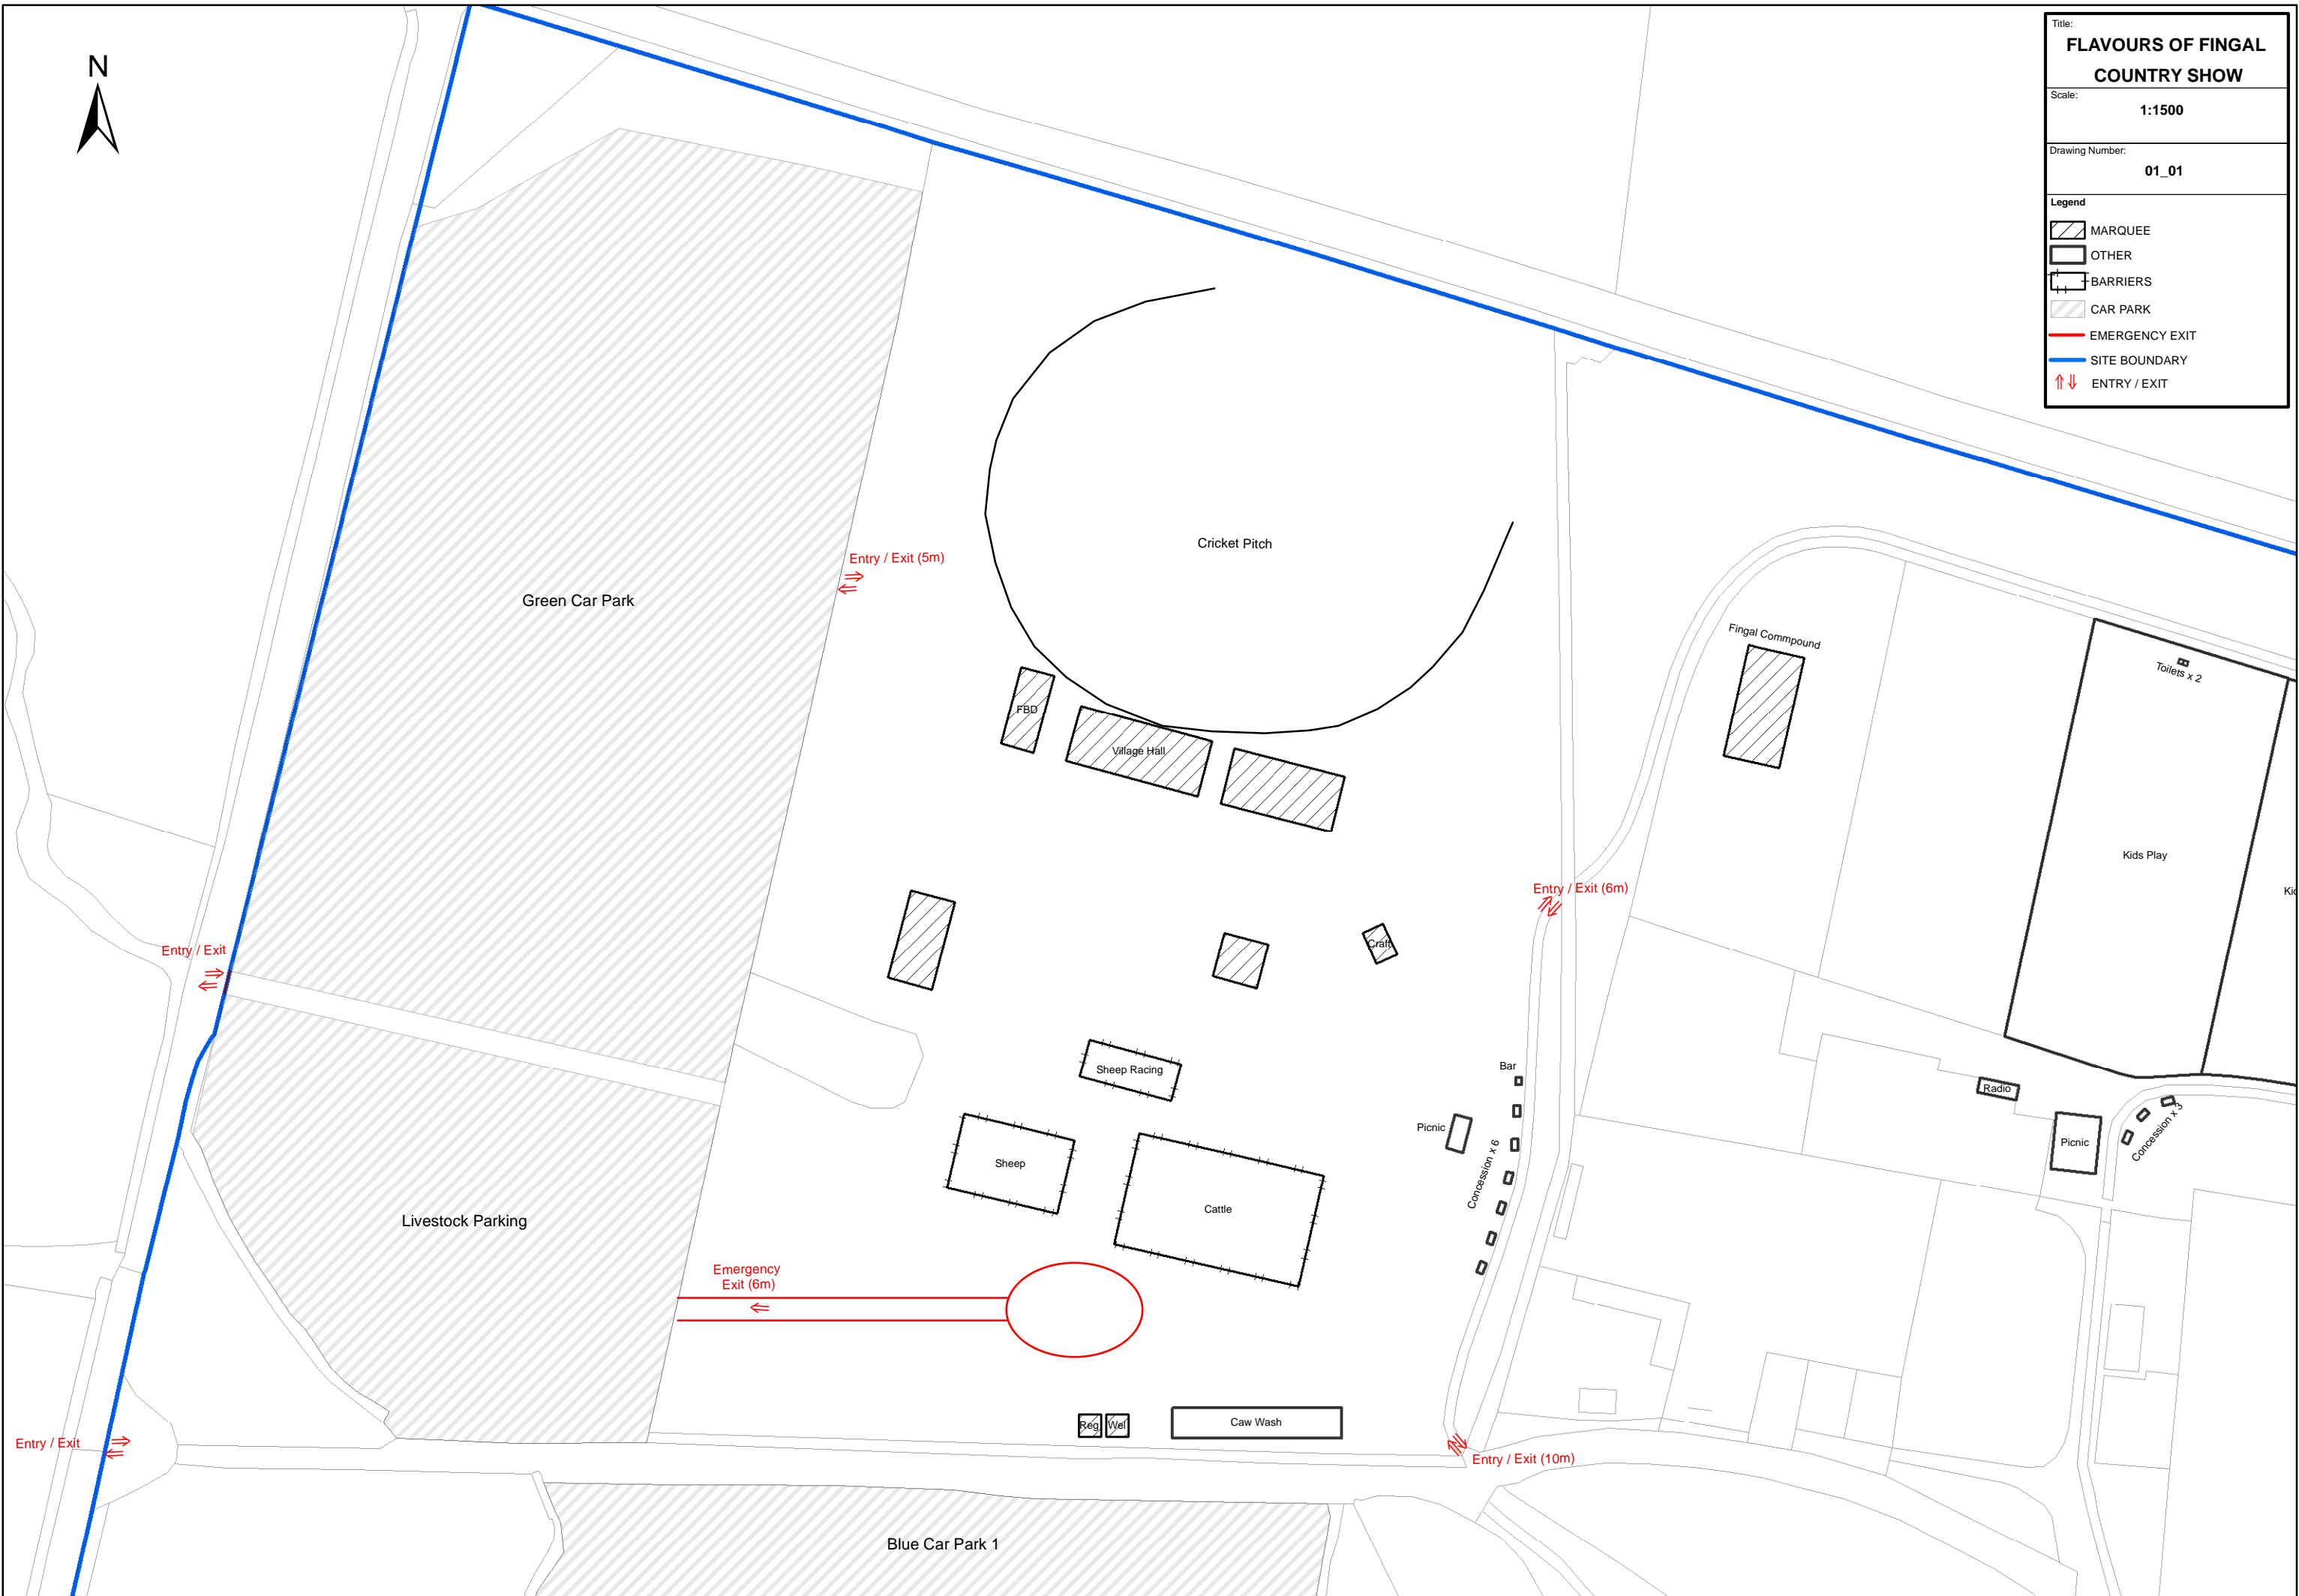 N
Title:
FLAVOURS OF FINGAL
COUNTRY SHOW
Scale:
1:1500
Drawing Number:
01_01
Legend
MARQUEE
OTHER
BARRIERS
CAR PARK
EMERGENCY EXIT
SITE BOUNDARY
ENTRY / EXIT
Cricket Pitch
Entry / Exit (5m)
Green Car Park
Fingal Commpound
Toilets x 2
FBD
Village Hall
Kids Play
Entry / Exit (6m)
Craft
Entry / Exit
Bar
Sheep Racing
Radio
Picnic
Concession x 6
Picnic
Concession x 3
Sheep
Cattle
Livestock Parking
Emergency
Exit (6m)
Reg
Wel
Caw Wash
Entry / Exit
Entry / Exit (10m)
Blue Car Park 1